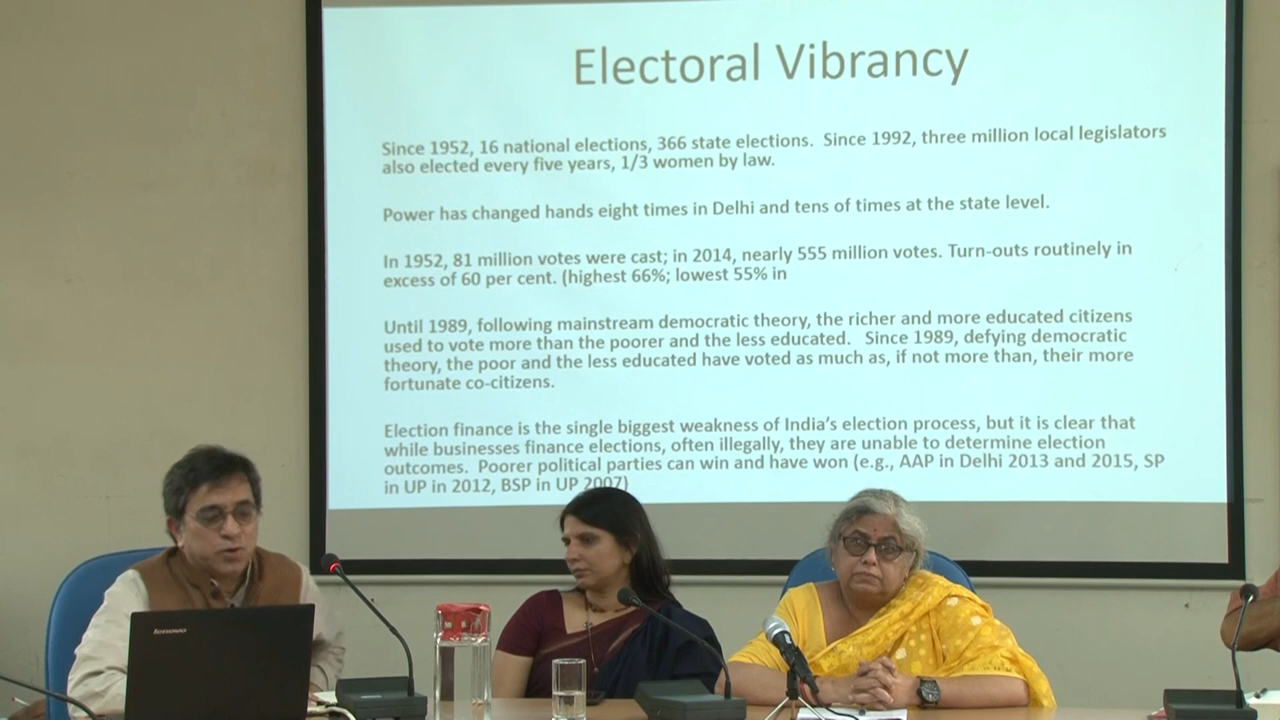 Electoral Vibrancy
Since 1952, 16 national elections, 366 state elections. Since 1992, three million local legislators
also elected every five years, 1/3 women by law.
Power has changed hands eight times in Delhi and tens of times at the state level.
In 1952, 81 million votes were cast; in 2014, nearly 555 million votes. Turn-outs routinely in
excess of 60 per cent. (highest 66%; lowest 55% in
Until 1989, following mainstream democratic theory, the richer and more educated citizens
used to vote more than the poorer and the less educated. Since 1989, defying democratic
theory, the poor and the less educated have voted as much as, if not more than, their more
fortunate co-citizens.
Election finance is the single biggest weakness of India's election process, but it is clear that
while businesses finance elections, often illegally, they are unable to determine election
outcomes. Poorer political parties can win and have won (e.g., AAP in Delhi 2013 and 2015, SP
in UP in 2012, BSP in UP 2007)
lenovo